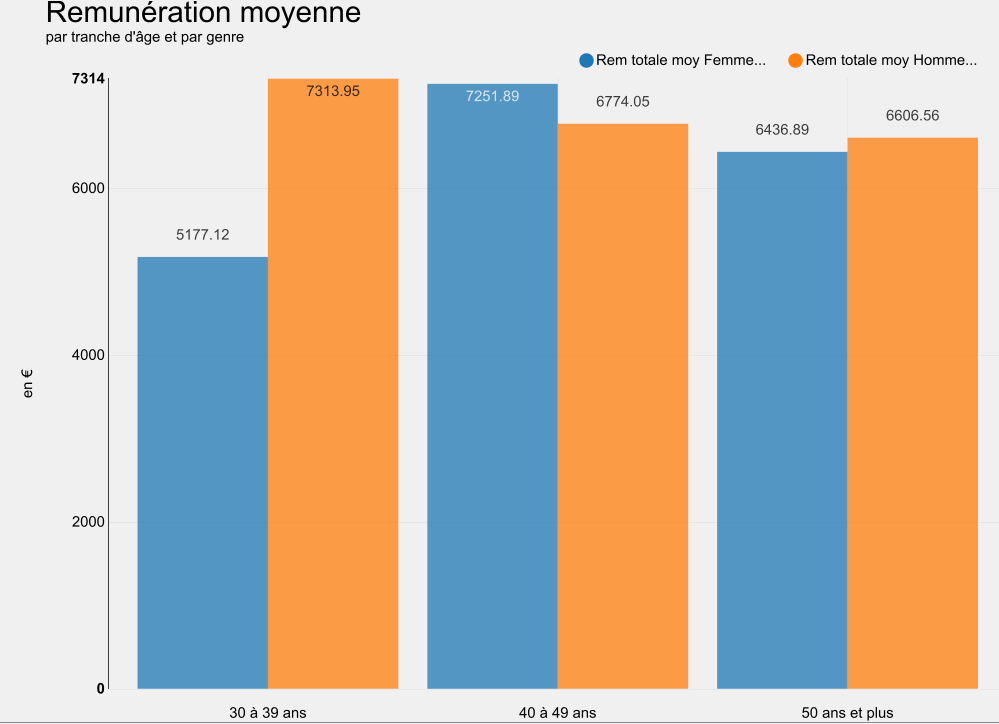 Remunération moyenne
par tranche d'âge et par genre
Rem totale moy Femme... Rem totale moy Homme...
7314
7313.95
7251.89
6774.05
6606.56
6436.89
6000
5177.12
4000
en €
2000
0
30 à 39 ans 40 à 49 ans 50 ans et plus